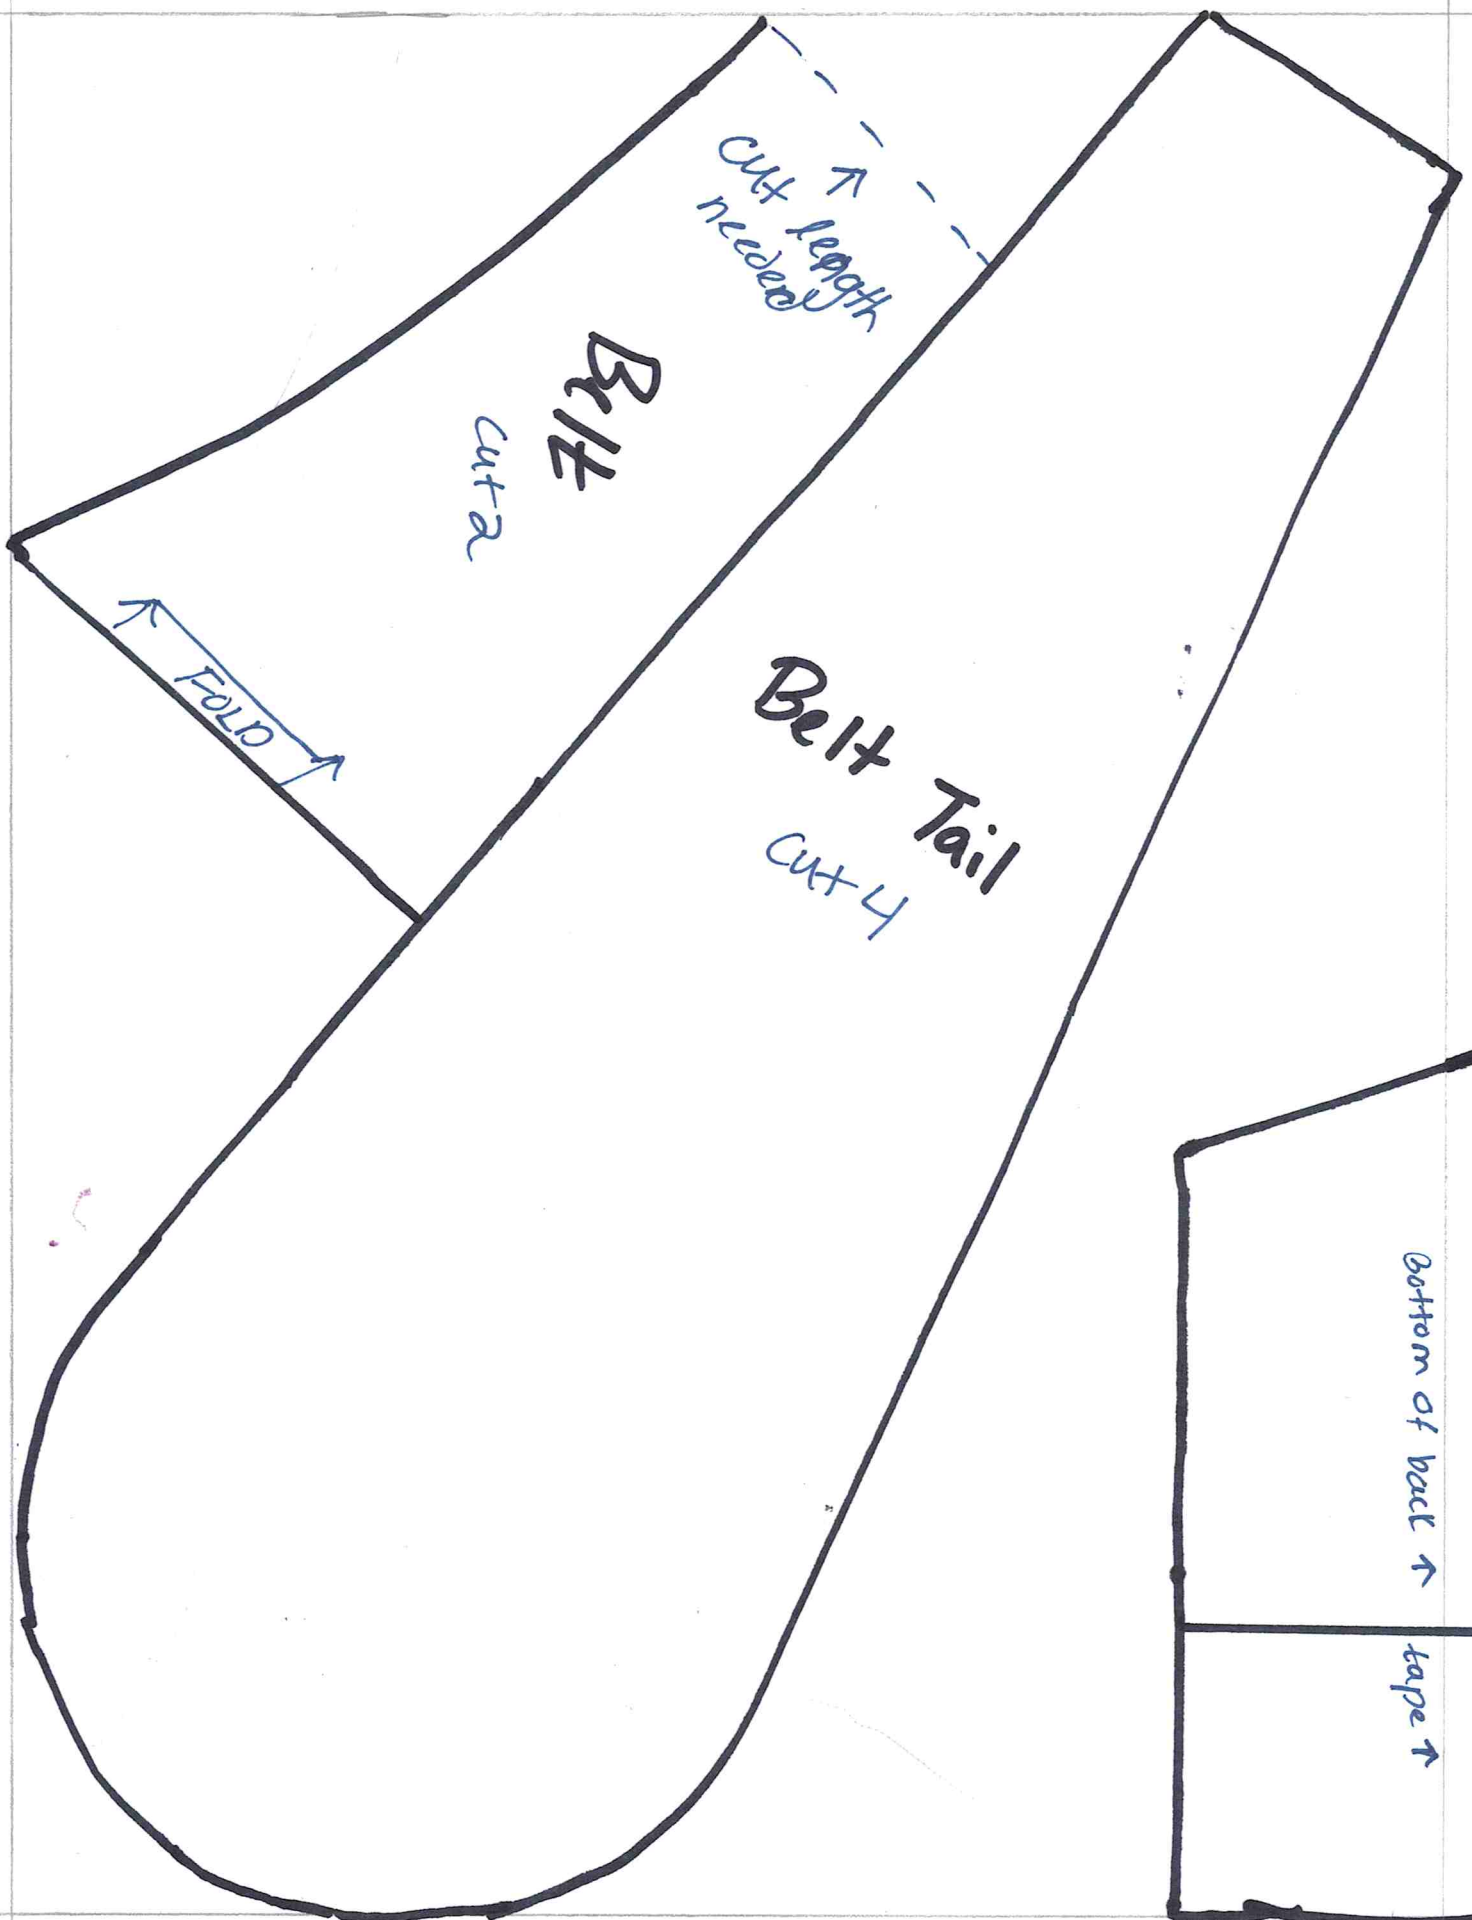 cut length
needed
↑
Belt
cut 2
FOLD
Belt Tail
cut 4
Bottom of back ↑
tape ↑